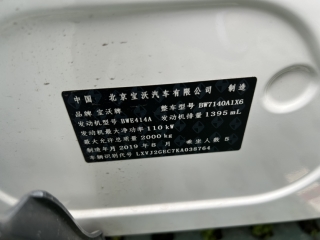 中国 北京宝沃汽车有限公司 制造
品牌 宝沃牌 整车型号 BW7140A1X6
发动机型号 BWE414A 发动机排量 1395 mL
发动机最大净功率 110 kW
最大允许总质量 2000 kg
制造年月 2019 年 6 月 乘坐人数 5
车辆识别代号 LXVJ2GEC7KA038764